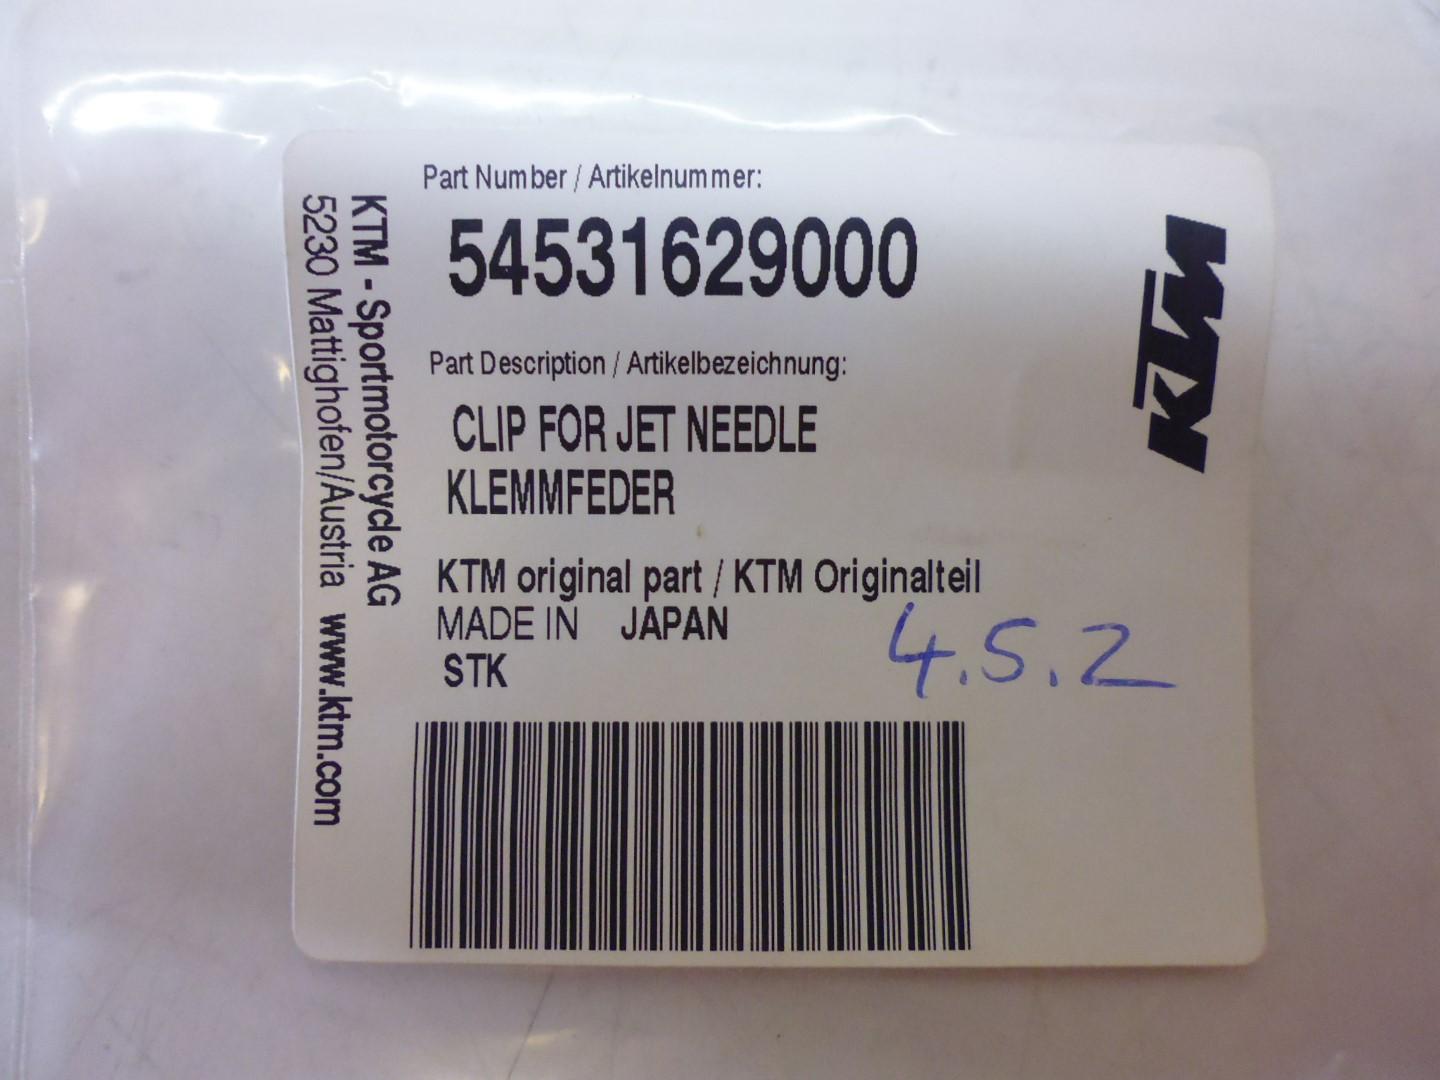 Part Number / Artikelnummer:
54531629000
Part Description / Artikelbezeichnung:
CLIP FOR JET NEEDLE
KLEMMFEDER
KTM original part / KTM Originalteil
MADE IN JAPAN
STK
4.5.2
KTM - Sportmotorcycle AG
5230 Mattighofen/Austria www.ktm.com
KTM